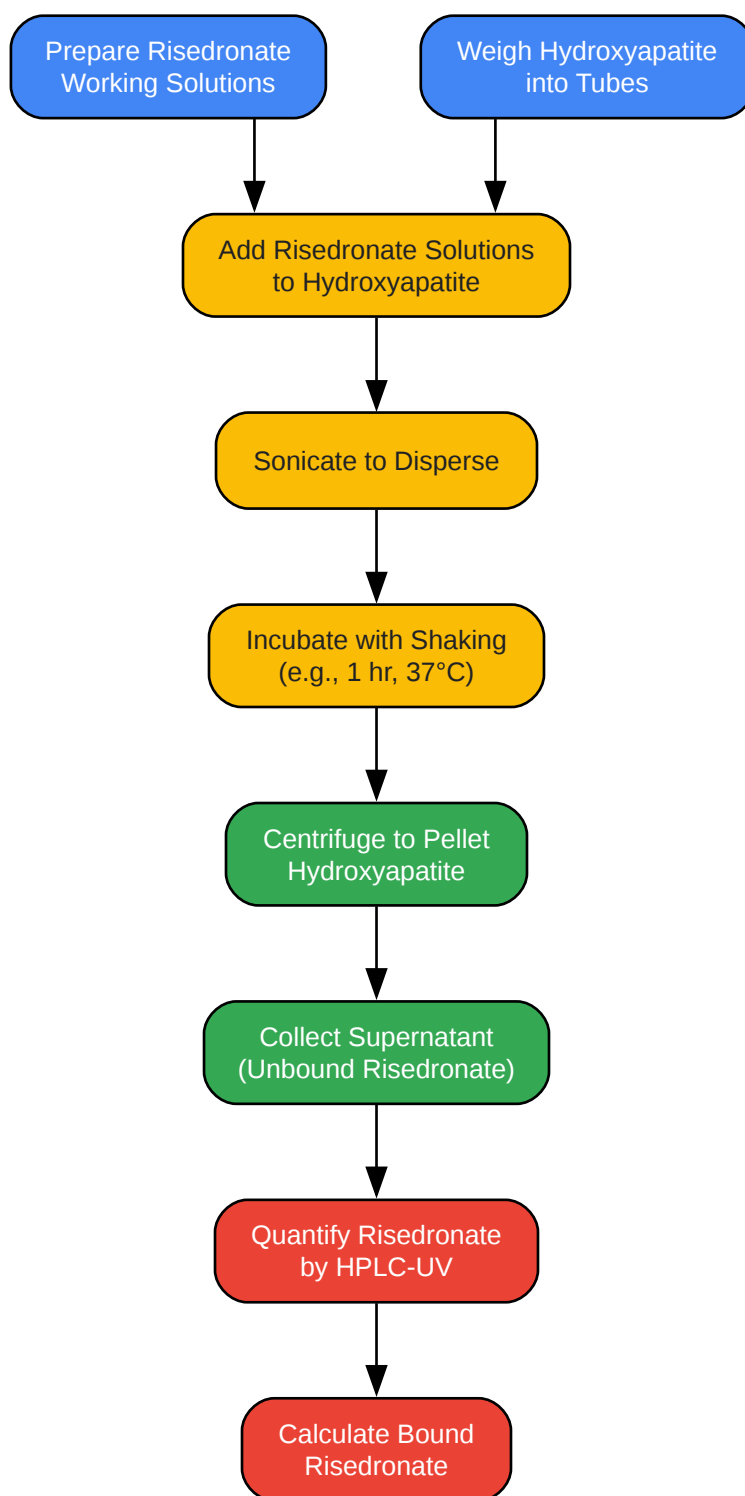 Prepare Risedronate
Working Solutions
Weigh Hydroxyapatite
into Tubes
Add Risedronate Solutions
to Hydroxyapatite
Sonicate to Disperse
Incubate with Shaking
(e.g., 1 hr, 37°C)
Centrifuge to Pellet
Hydroxyapatite
Collect Supernatant
(Unbound Risedronate)
Quantify Risedronate
by HPLC-UV
Calculate Bound
Risedronate